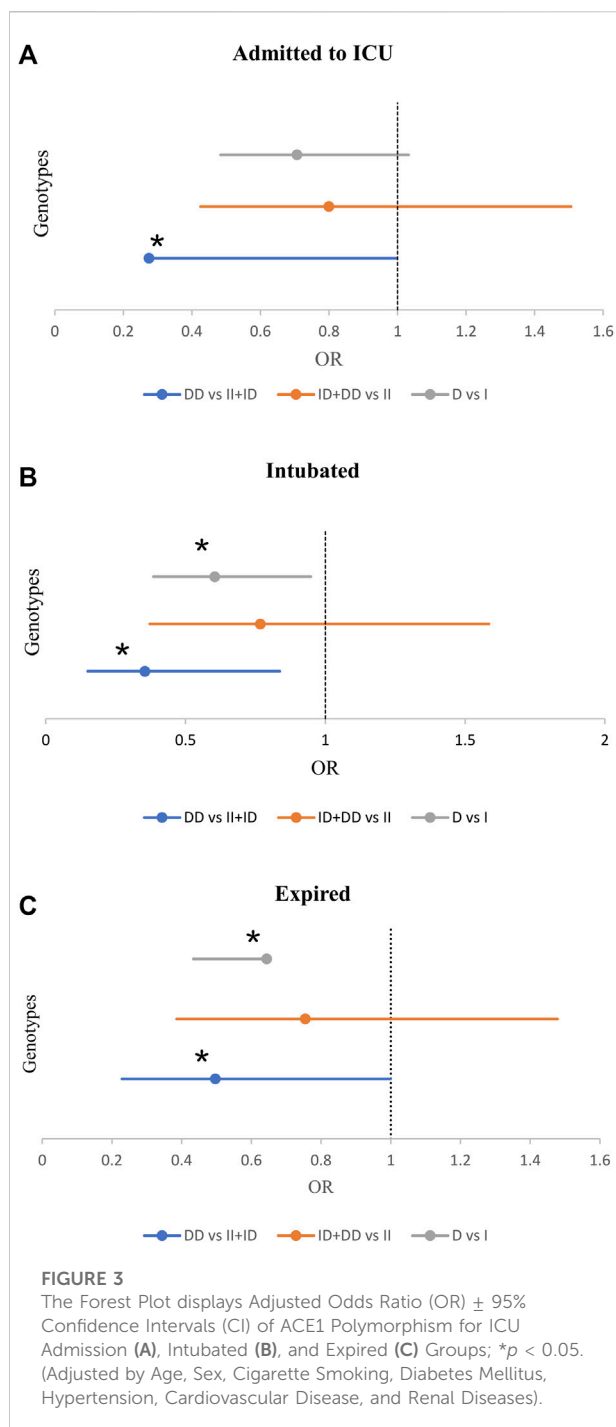 A
Admitted to ICU
Genotypes
*
0 0.2 0.4 0.6 0.8 1 1.2 1.4 1.6
OR
DD vs II+ID ID+DD vs II D vs I
B
Intubated
Genotypes
*
*
0 0.5 1 1.5 2
OR
DD vs II+ID ID+DD vs II D vs I
C
Expired
Genotypes
*
*
0 0.2 0.4 0.6 0.8 1 1.2 1.4 1.6
OR
DD vs II+ID ID+DD vs II D vs I
FIGURE 3
The Forest Plot displays Adjusted Odds Ratio (OR) ± 95%
Confidence Intervals (CI) of ACE1 Polymorphism for ICU
Admission (A), Intubated (B), and Expired (C) Groups; *p < 0.05.
(Adjusted by Age, Sex, Cigarette Smoking, Diabetes Mellitus,
Hypertension, Cardiovascular Disease, and Renal Diseases).